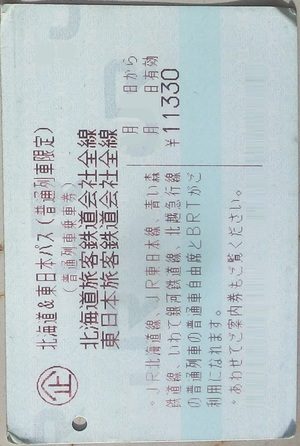 北海道&東日本パス(普通列車限定)
(普通列車乗車券)
北海道旅客鉄道会社全線
東日本旅客鉄道会社全線
月 日から
月 日有効
¥11330
・JR北海道線、JR東日本線、青い森
鉄道線、いわて銀河鉄道線、北越急行線
の普通列車の普通車自由席とBRTがご
利用になれます。
・あわせてご案内券もご覧ください。
企